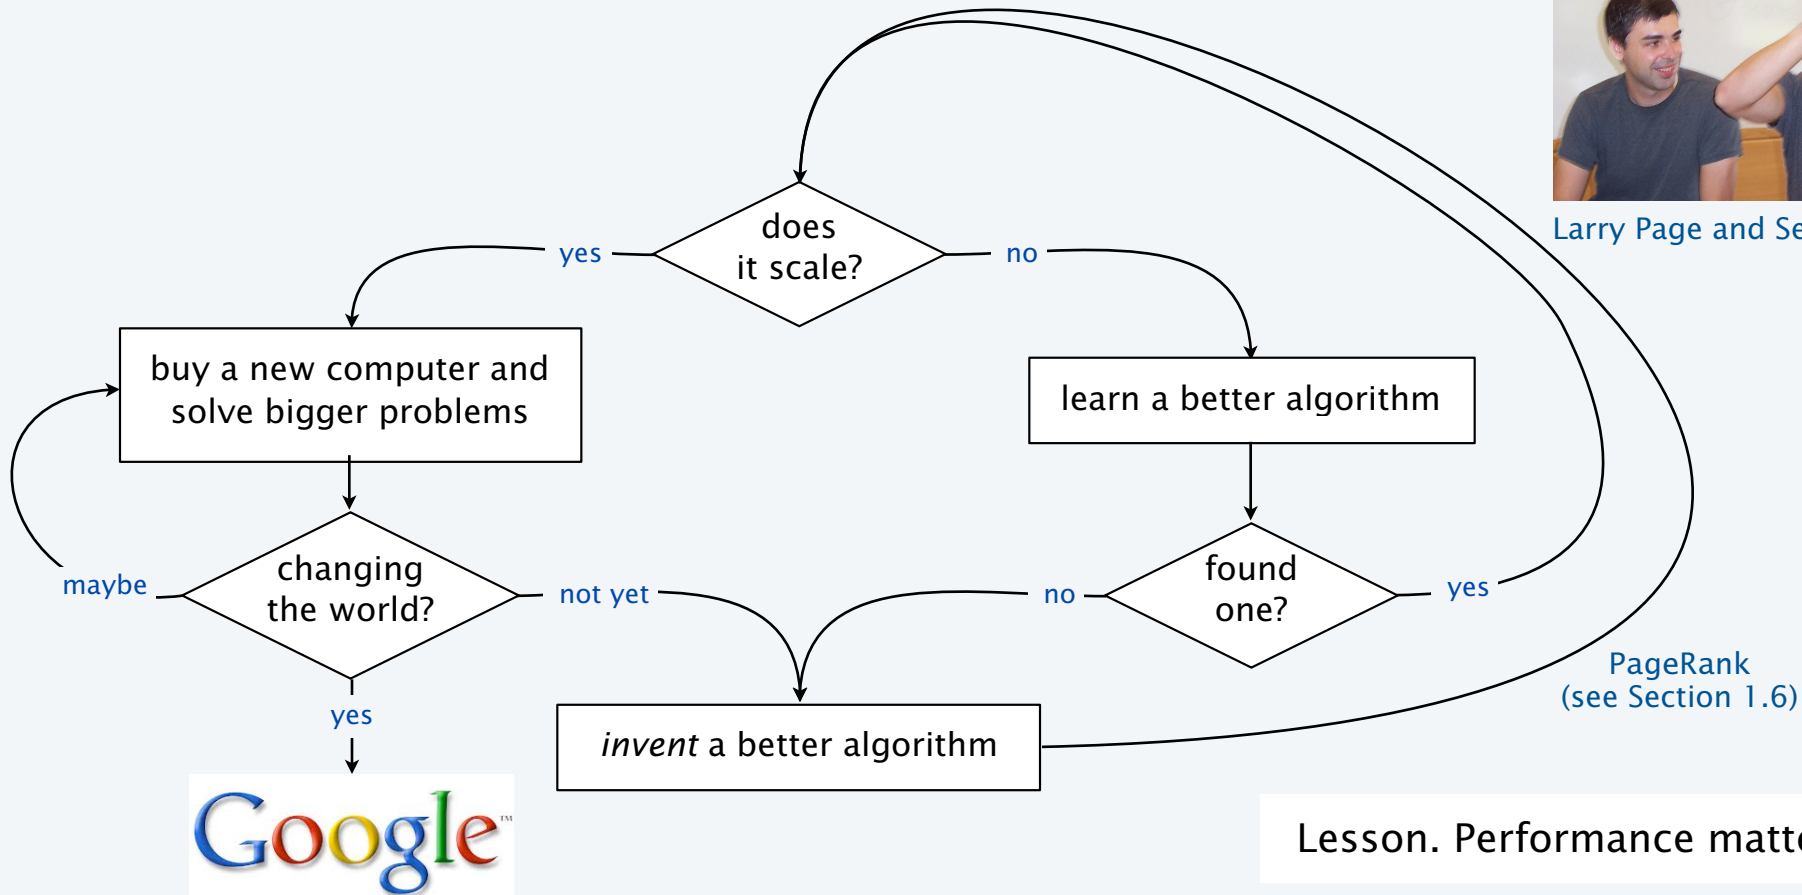 Larry Page and Se
does
it scale?
yes
no
buy a new computer and
solve bigger problems
learn a better algorithm
changing
the world?
maybe
not yet
yes
found
one?
no
yes
invent a better algorithm
PageRank
(see Section 1.6)
Google™
Lesson. Performance matte